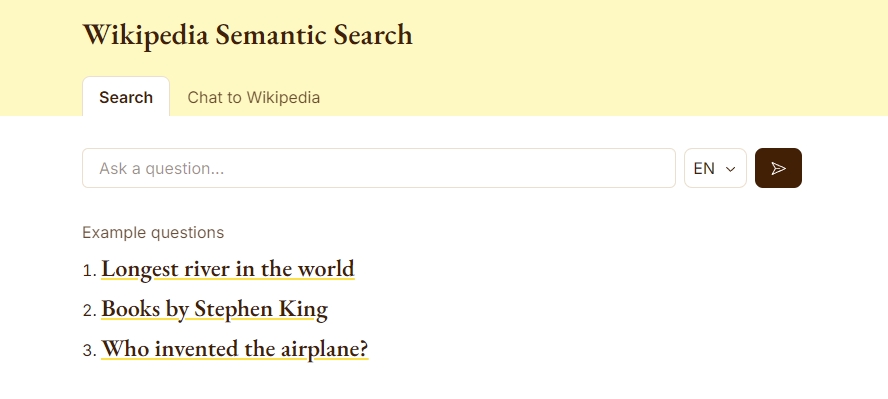 Wikipedia Semantic Search
Search Chat to Wikipedia
Ask a question... EN
Example questions
1. Longest river in the world
2. Books by Stephen King
3. Who invented the airplane?